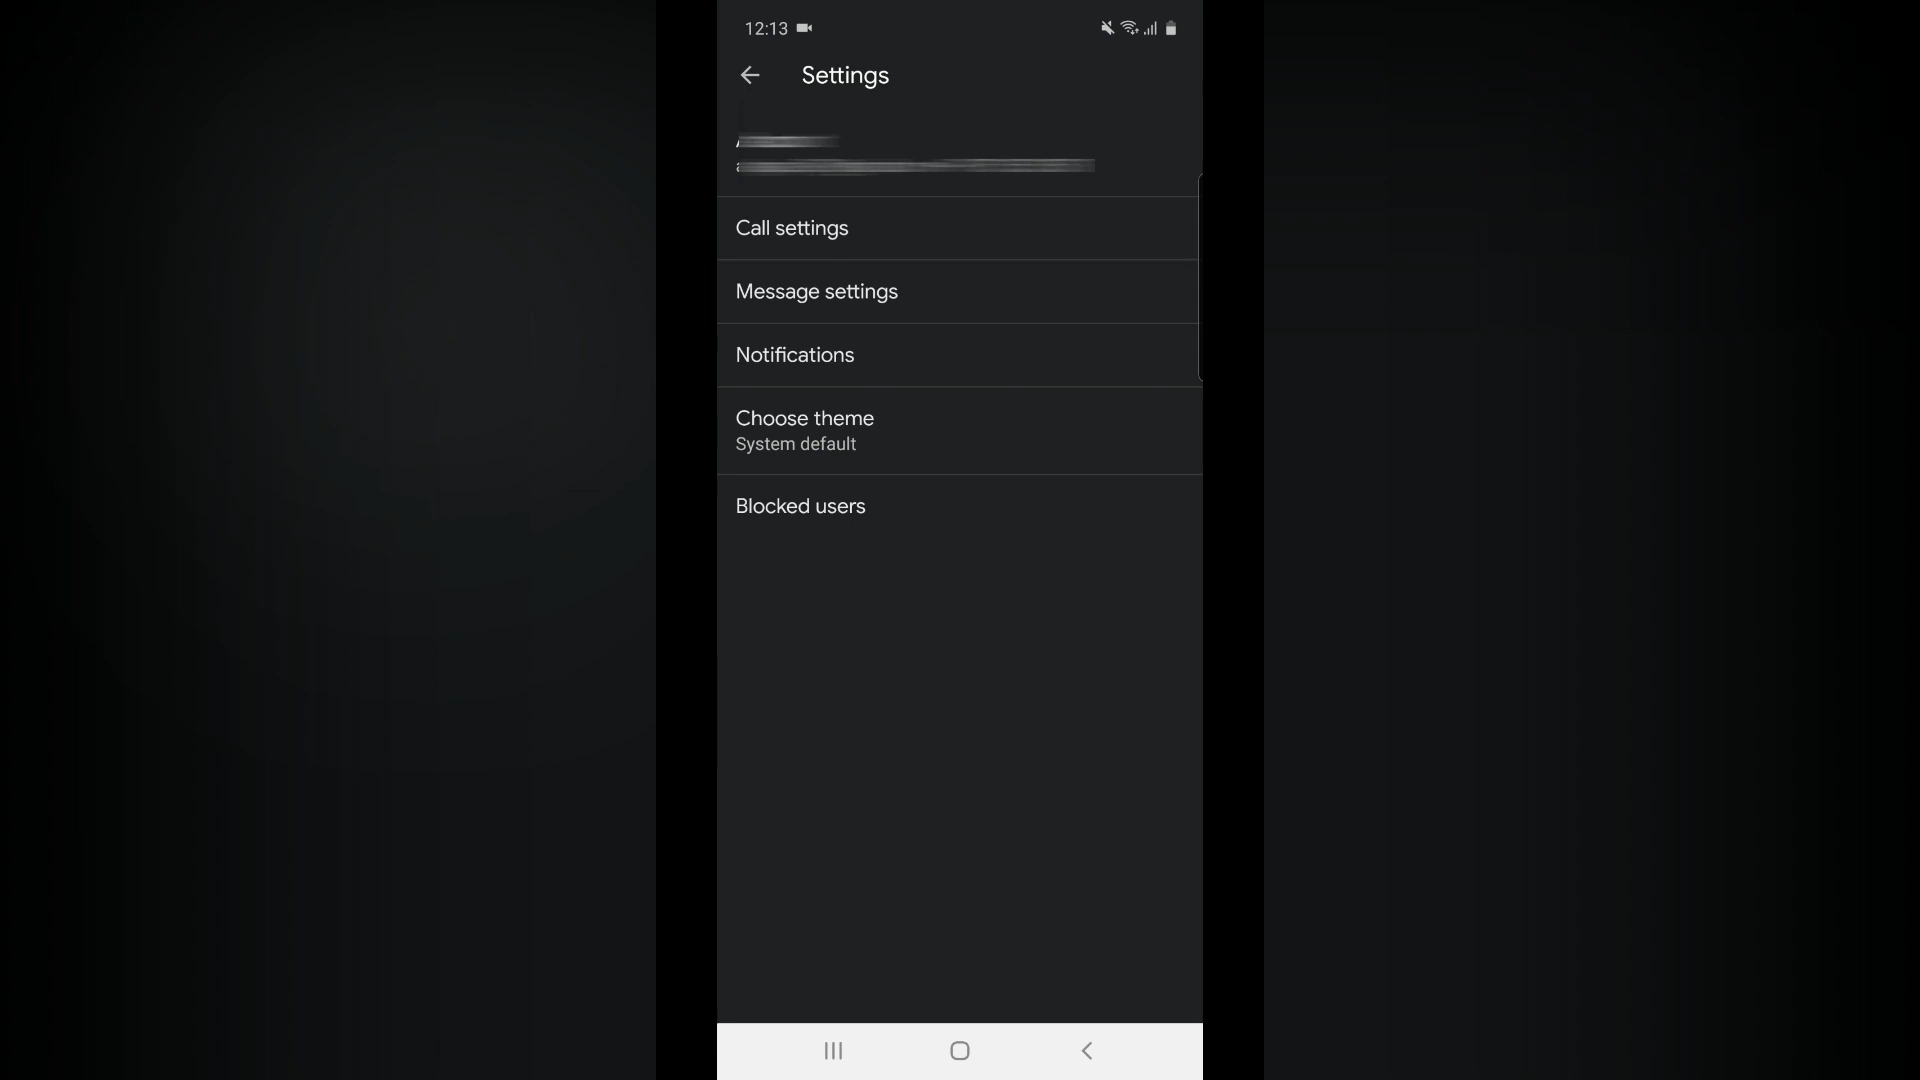 12:13
Settings
Call settings
Message settings
Notifications
Choose theme
System default
Blocked users